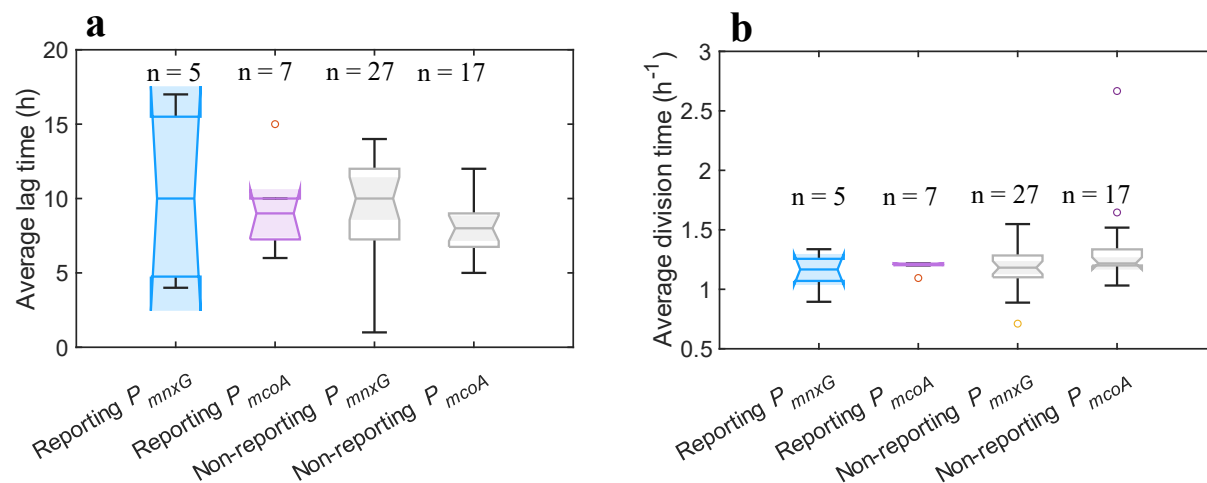 a
20
15
10
5
0
Average lag time (h)
n = 5
n = 7
n = 27
n = 17
Reporting P mnxG
Reporting P mcoA
Non-reporting P mnxG
Non-reporting P mcoA
b
3
2.5
2
1.5
1
0.5
Average division time (h-1)
n = 5
n = 7
n = 27
n = 17
Reporting P mnxG
Reporting P mcoA
Non-reporting P mnxG
Non-reporting P mcoA